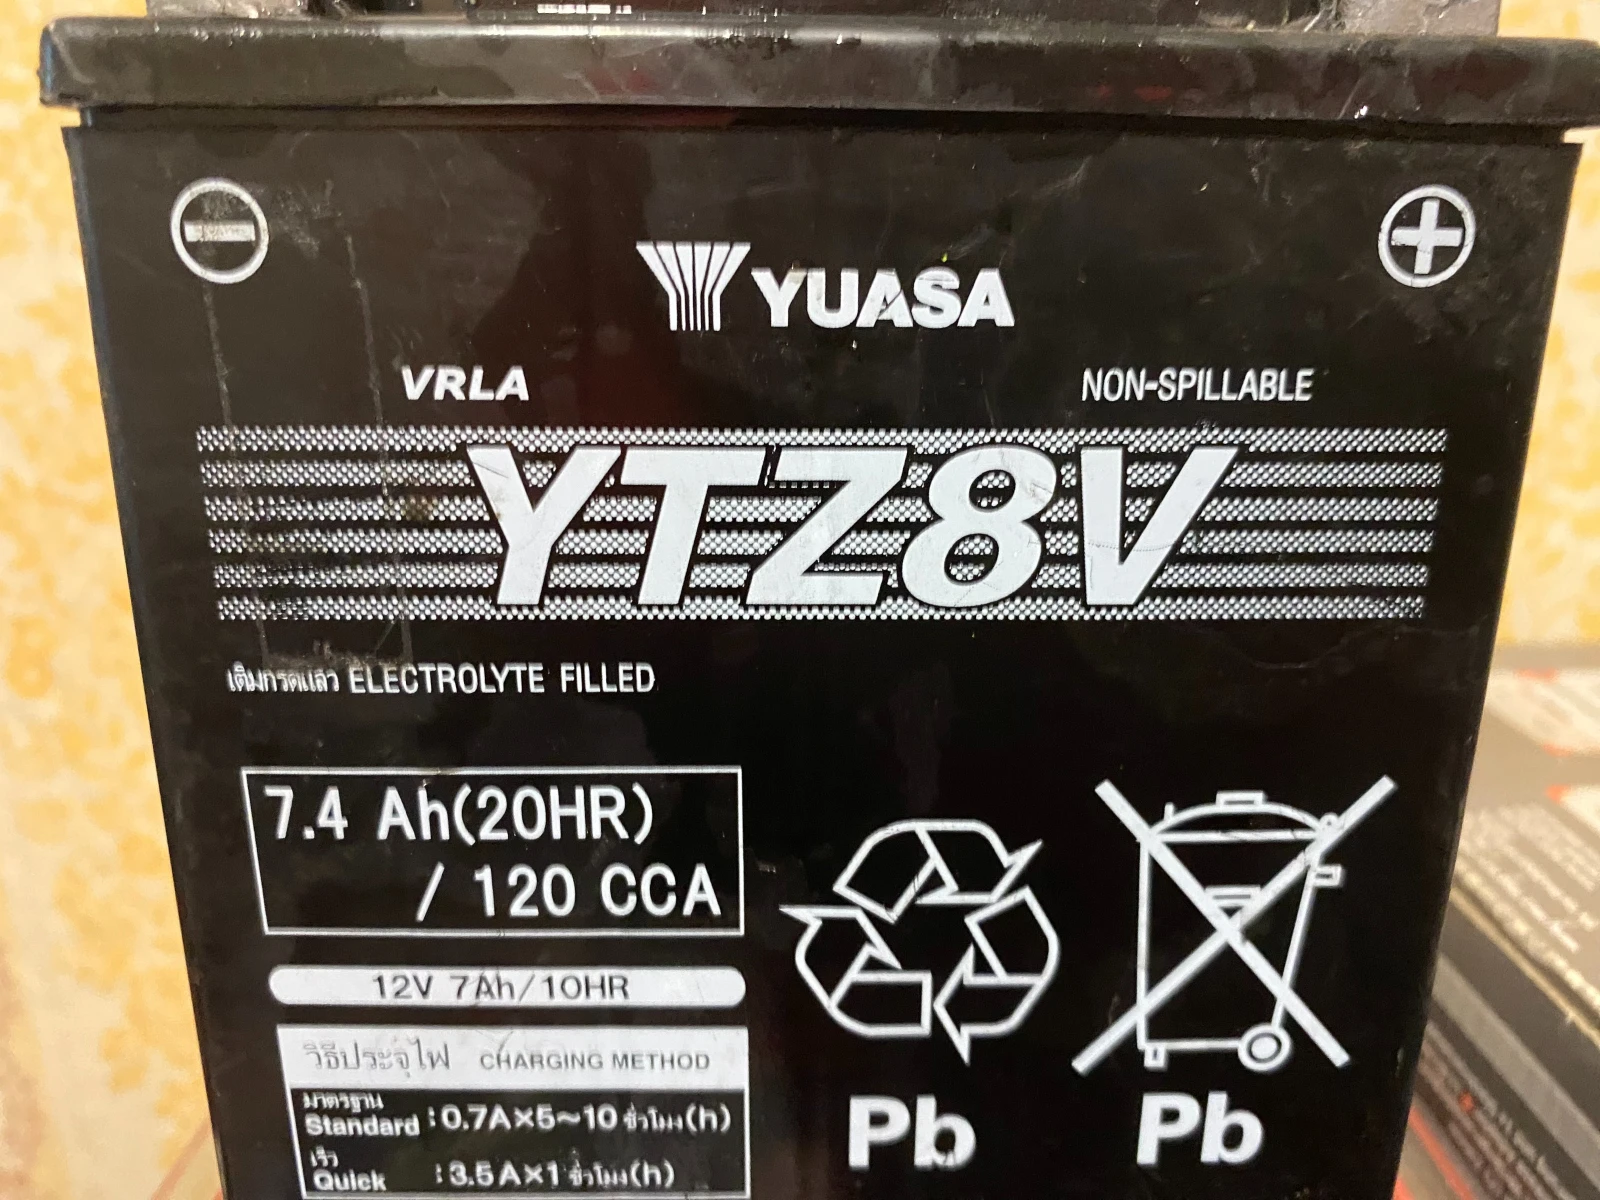 YUASA
VRLA
NON-SPILLABLE
YTZ8V
เติมกรดแล้ว ELECTROLYTE FILLED
7.4 Ah(20HR)
/ 120 CCA
12V 7Ah/10HR
วิธีประจุไฟ CHARGING METHOD
มาตรฐาน
Standard : 0.7A×5~10 ชั่วโมง(h)
เร็ว
Quick : 3.5A×1 ชั่วโมง(h)
Pb
Pb